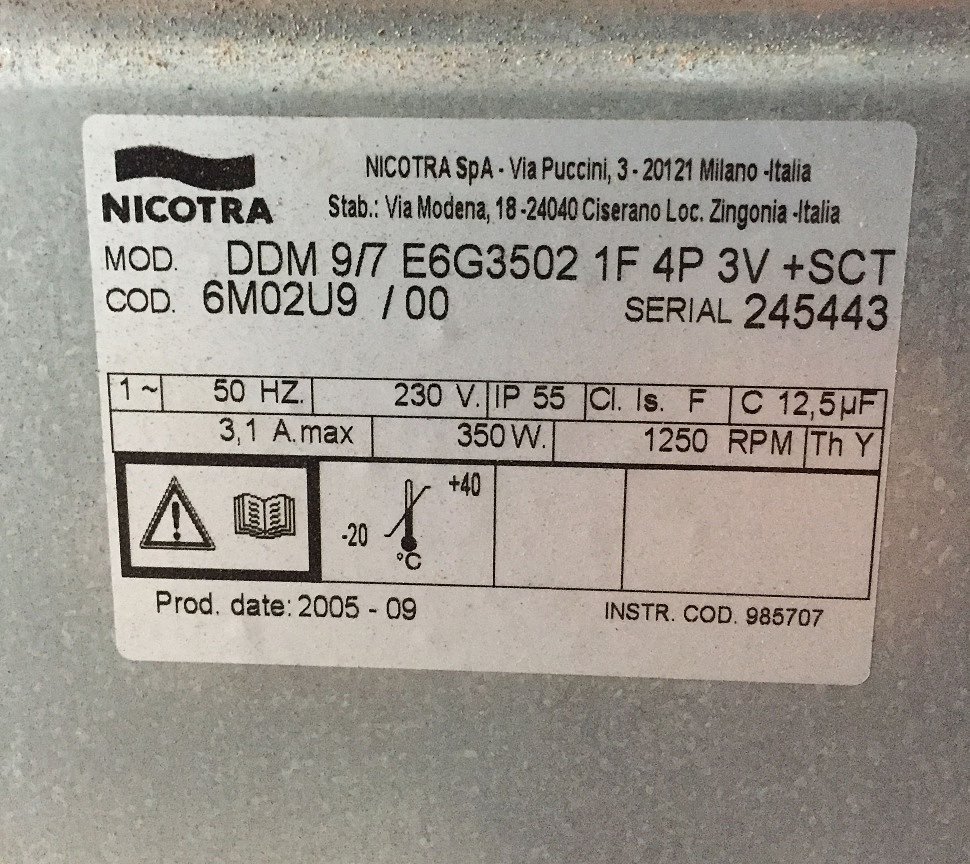 NICOTRA
NICOTRA SpA - Via Puccini, 3 - 20121 Milano -Italia
Stab.: Via Modena, 18 -24040 Ciserano Loc. Zingonia -Italia
MOD. DDM 9/7 E6G3502 1F 4P 3V +SCT
COD. 6M02U9 / 00 SERIAL 245443
1 ~ 50 HZ. 230 V. IP 55 Cl. Is. F C 12,5µF
3,1 A.max 350W. 1250 RPM Th Y
-20 +40
°C
Prod. date: 2005 - 09 INSTR. COD. 985707